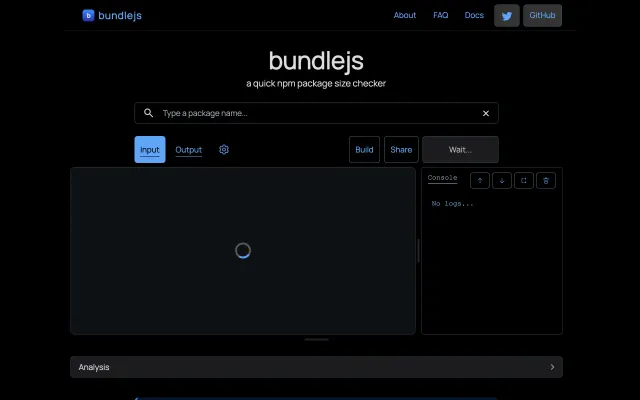 b bundlejs About FAQ Docs GitHub
bundlejs
a quick npm package size checker
Type a package name...
Input Output Build Share Wait...
Console
No logs...
Analysis